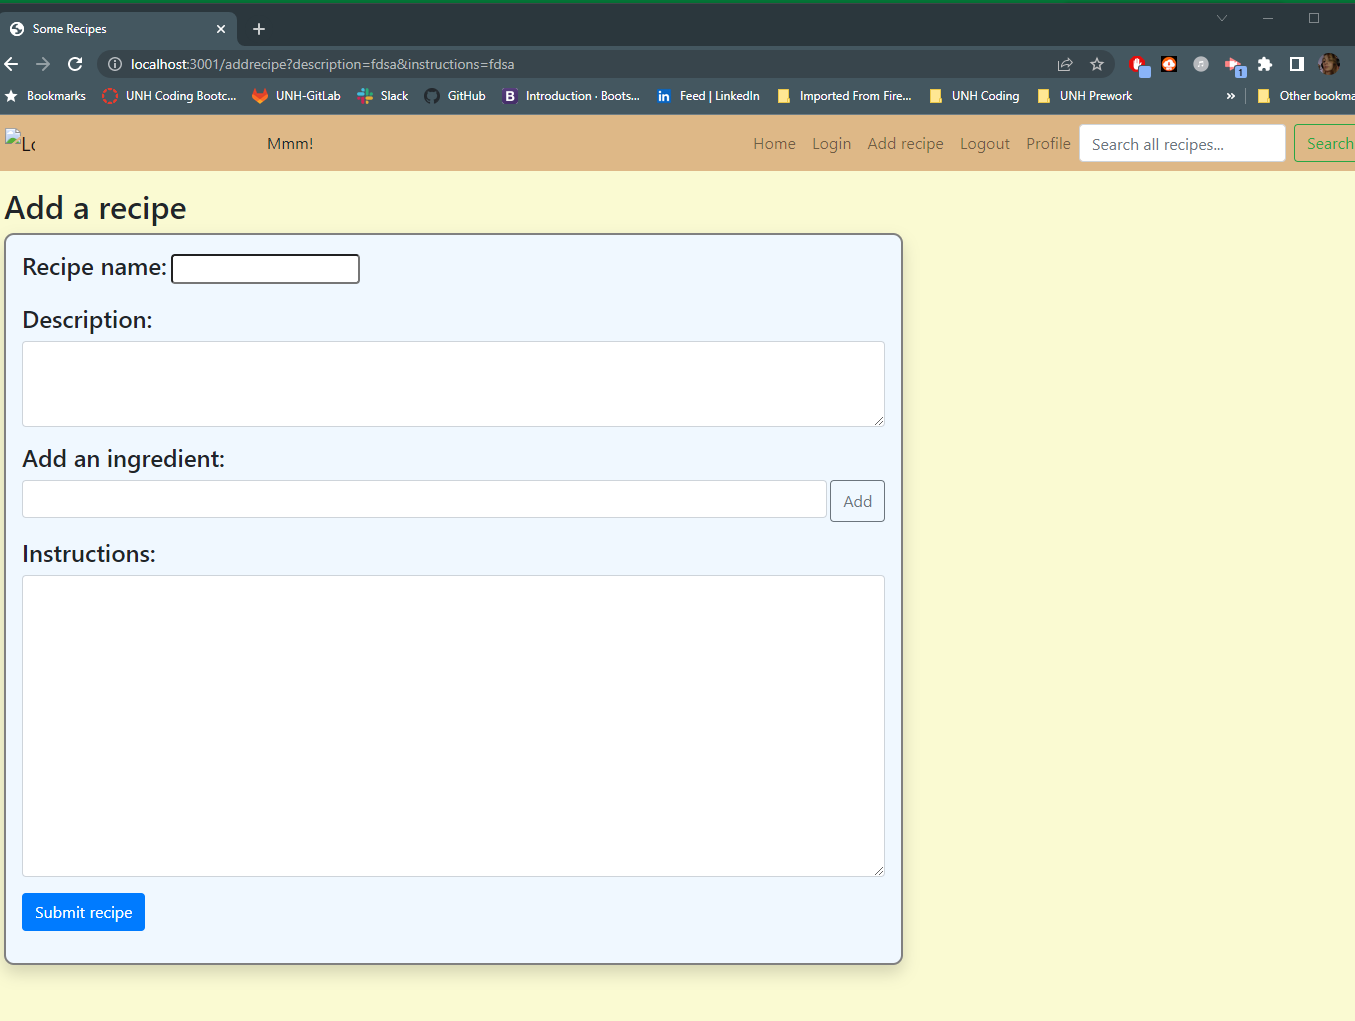 Some Recipes
localhost:3001/addrecipe?description=fdsa&instructions=fdsa
Bookmarks UNH Coding Bootc... UNH-GitLab Slack GitHub B Introduction · Boots... in Feed | LinkedIn Imported From Fire... UNH Coding UNH Prework » Other bookma
1
Lo Mmm! Home Login Add recipe Logout Profile Search all recipes... Search
Add a recipe
Recipe name:
Description:
Add an ingredient:
Add
Instructions:
Submit recipe